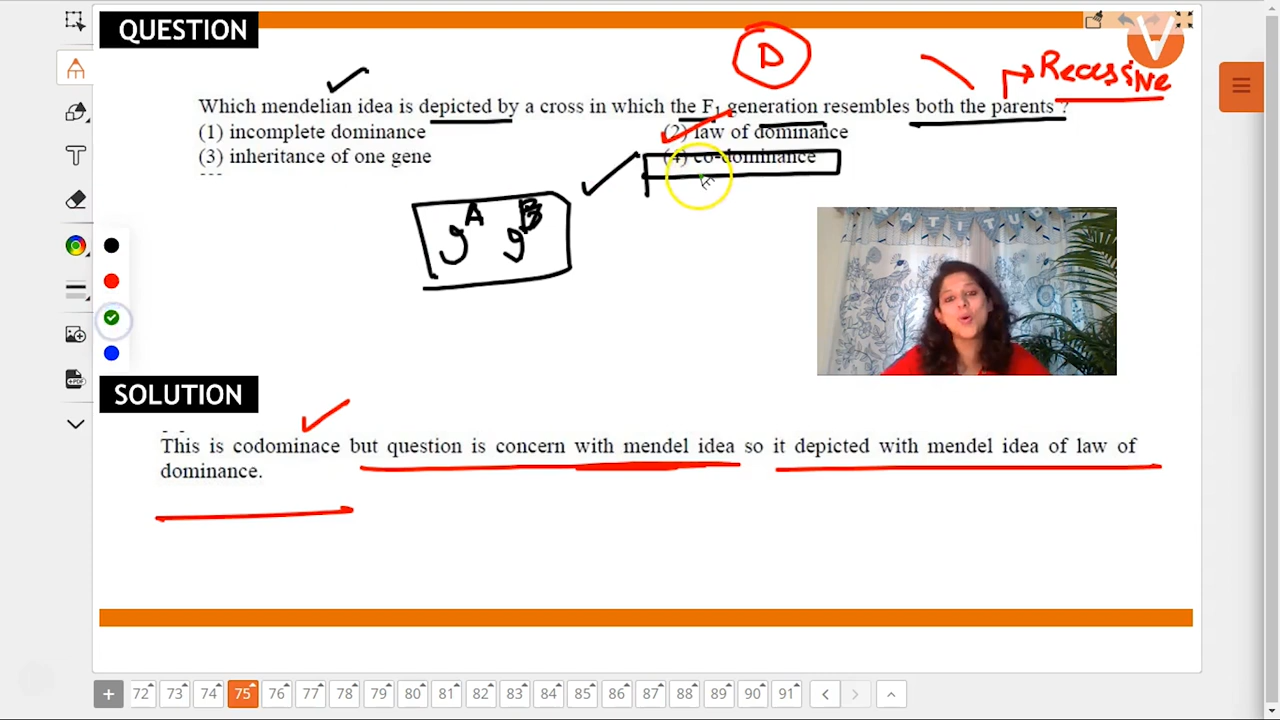 QUESTION
D
Recessive
Which mendelian idea is depicted by a cross in which the F1 generation resembles both the parents ?
(1) incomplete dominance (2) law of dominance
(3) inheritance of one gene (4) co-dominance
A B
SOLUTION
This is codominace but question is concern with mendel idea so it depicted with mendel idea of law of
dominance.
72 73 74 75 76 77 78 79 80 81 82 83 84 85 86 87 88 89 90 91